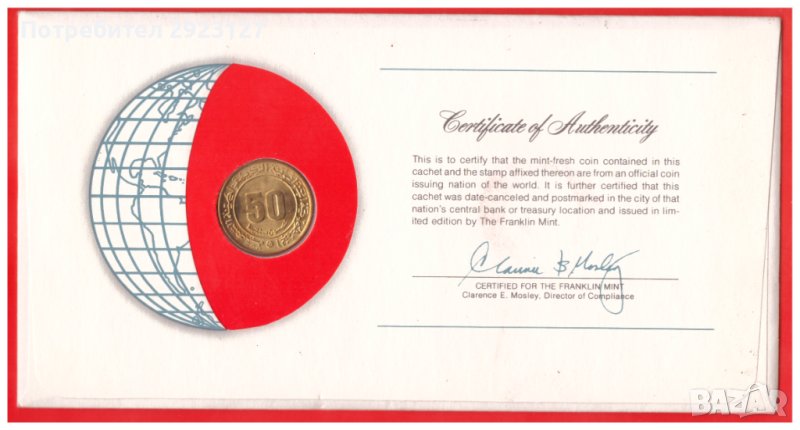 Потребител 2923127
Certificate of Authenticity
This is to certify that the mint-fresh coin contained in this
cachet and the stamp affixed thereon are from an official coin
issuing nation of the world. It is further certified that this
cachet was date-canceled and postmarked in the city of that
nation's central bank or treasury location and issued in lim-
ited edition by The Franklin Mint.
50
CERTIFIED FOR THE FRANKLIN MINT
Clarence E. Mosley, Director of Compliance
BAZAR